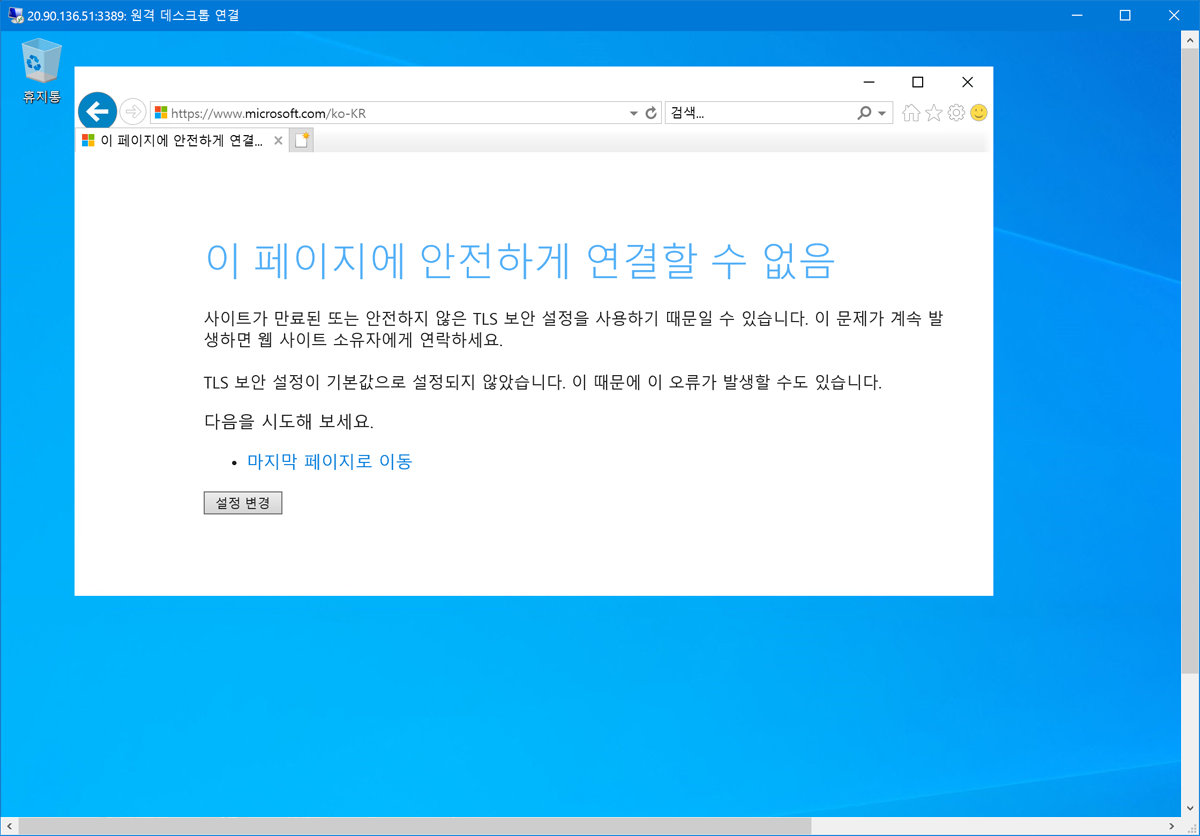 20.90.136.51:3389: 원격 데스크톱 연결
휴지통
https://www.microsoft.com/ko-KR
검색...
이 페이지에 안전하게 연결...
이 페이지에 안전하게 연결할 수 없음
사이트가 만료된 또는 안전하지 않은 TLS 보안 설정을 사용하기 때문일 수 있습니다. 이 문제가 계속 발
생하면 웹 사이트 소유자에게 연락하세요.
TLS 보안 설정이 기본값으로 설정되지 않았습니다. 이 때문에 이 오류가 발생할 수도 있습니다.
다음을 시도해 보세요.
• 마지막 페이지로 이동
설정 변경